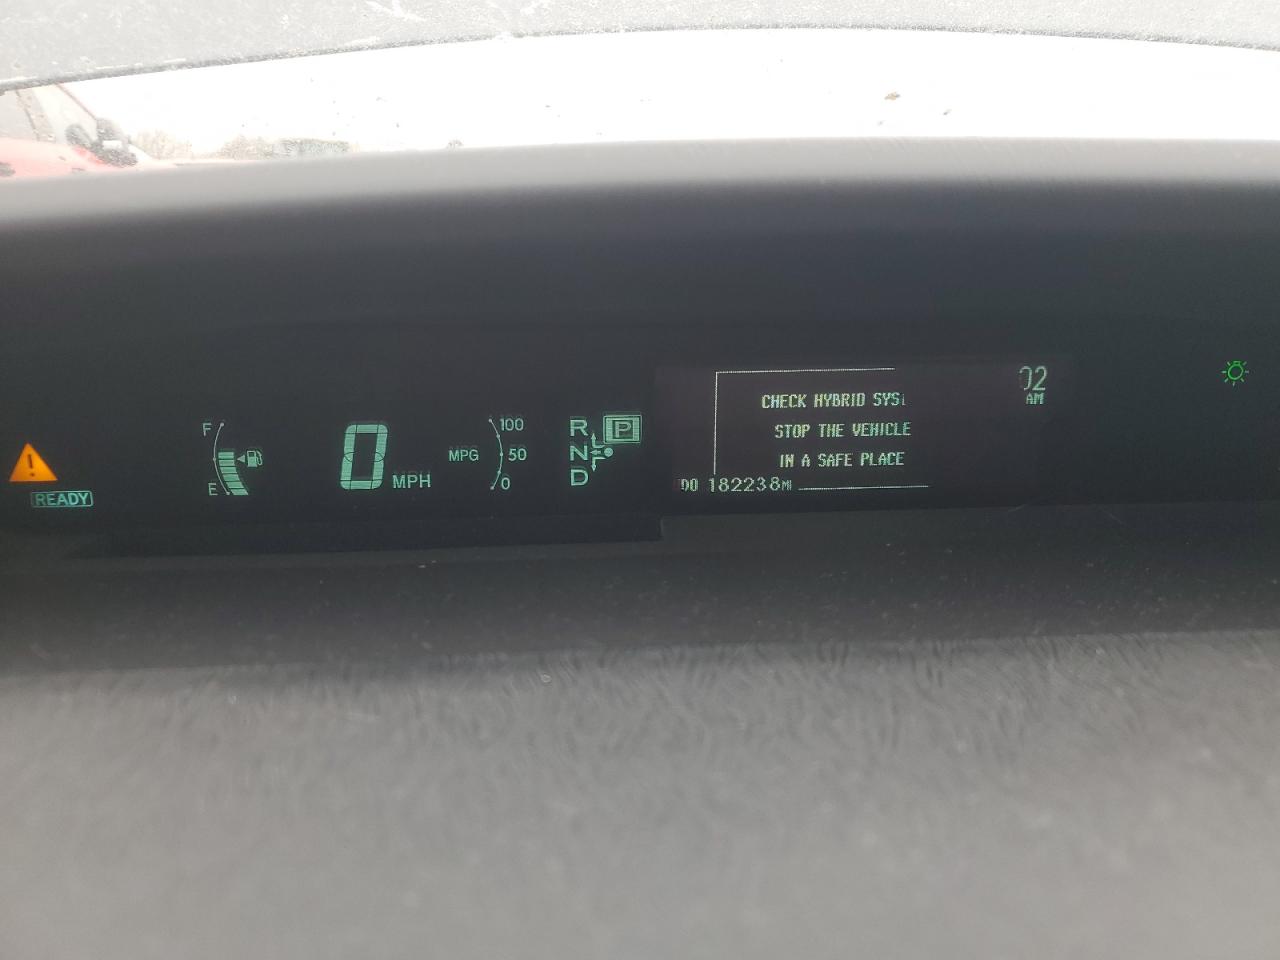 F
E
READY
0 MPH
MPG
100
50
0
R
N
D
P
02
AM
CHECK HYBRID SYS
STOP THE VEHICLE
IN A SAFE PLACE
DO 182238 MI